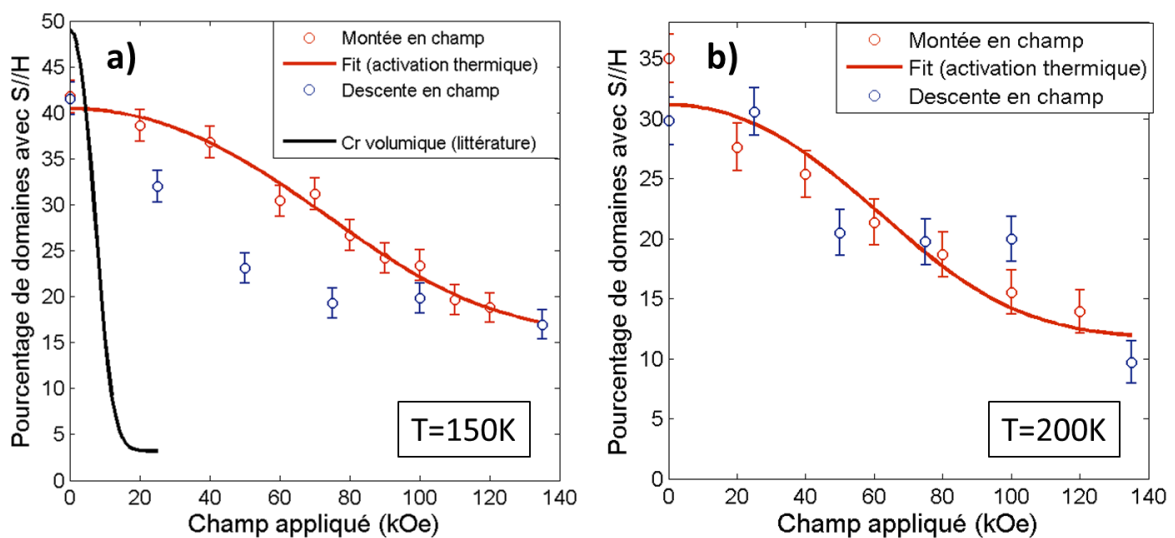 a)
Montée en champ
Fit (activation thermique)
Descente en champ
Cr volumique (littérature)
50
45
40
35
30
25
20
15
10
5
0
Pourcentage de domaines avec S//H
T=150K
0 20 40 60 80 100 120 140
Champ appliqué (kOe)
b)
Montée en champ
Fit (activation thermique)
Descente en champ
35
30
25
20
15
10
5
0
Pourcentage de domaines avec S//H
T=200K
0 20 40 60 80 100 120 140
Champ appliqué (kOe)